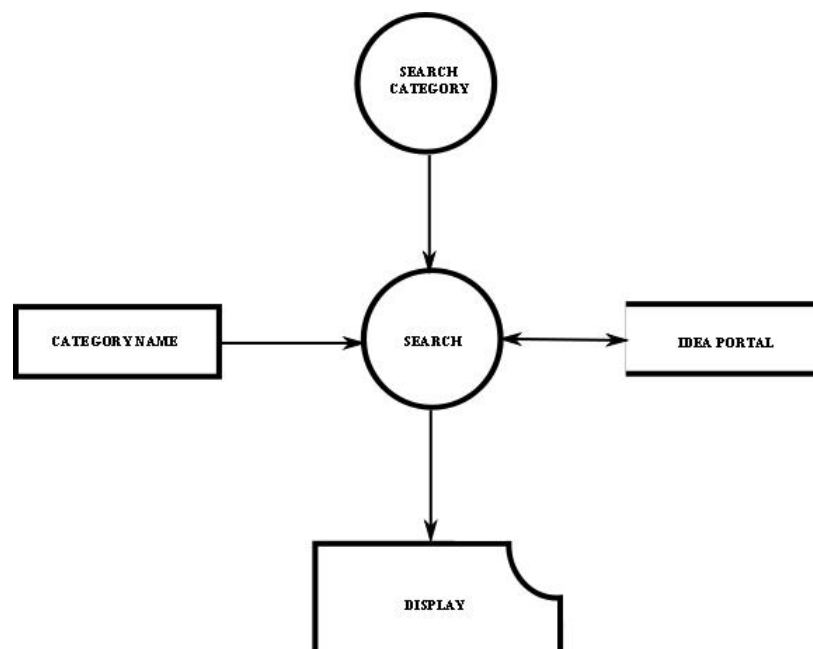 SEARCH
CATEGORY
CATEGORY NAME
SEARCH
IDEA PORTAL
DISPLAY